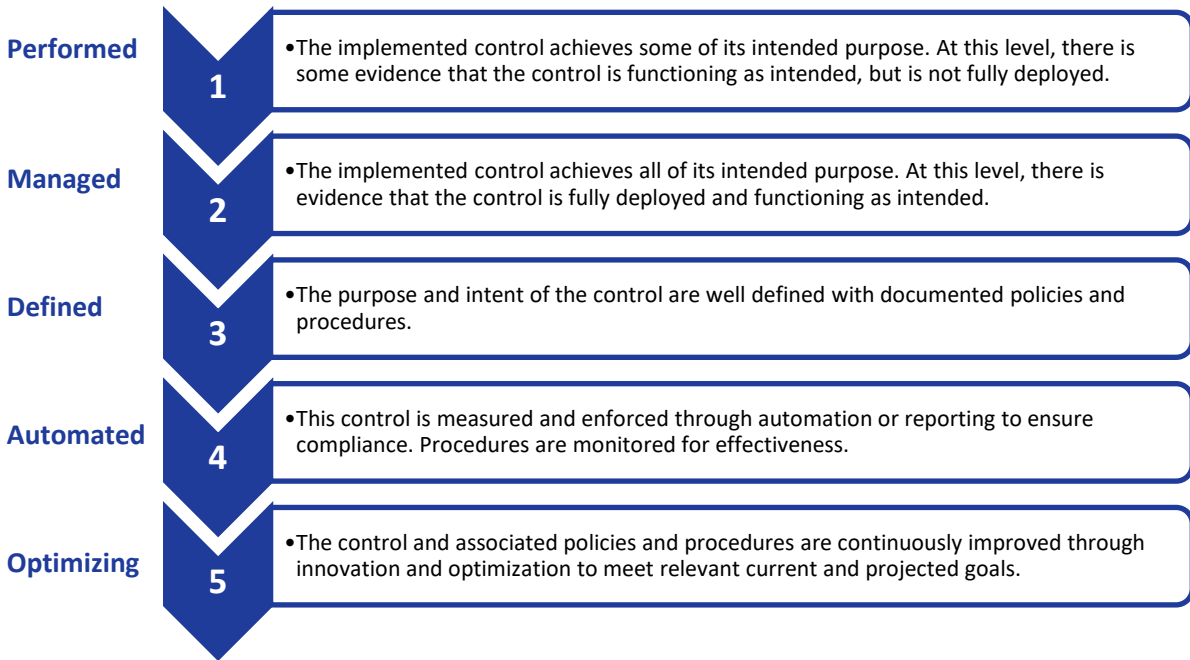 Performed
1
•The implemented control achieves some of its intended purpose. At this level, there is
some evidence that the control is functioning as intended, but is not fully deployed.
Managed
2
•The implemented control achieves all of its intended purpose. At this level, there is
evidence that the control is fully deployed and functioning as intended.
Defined
3
•The purpose and intent of the control are well defined with documented policies and
procedures.
Automated
4
•This control is measured and enforced through automation or reporting to ensure
compliance. Procedures are monitored for effectiveness.
Optimizing
5
•The control and associated policies and procedures are continuously improved through
innovation and optimization to meet relevant current and projected goals.